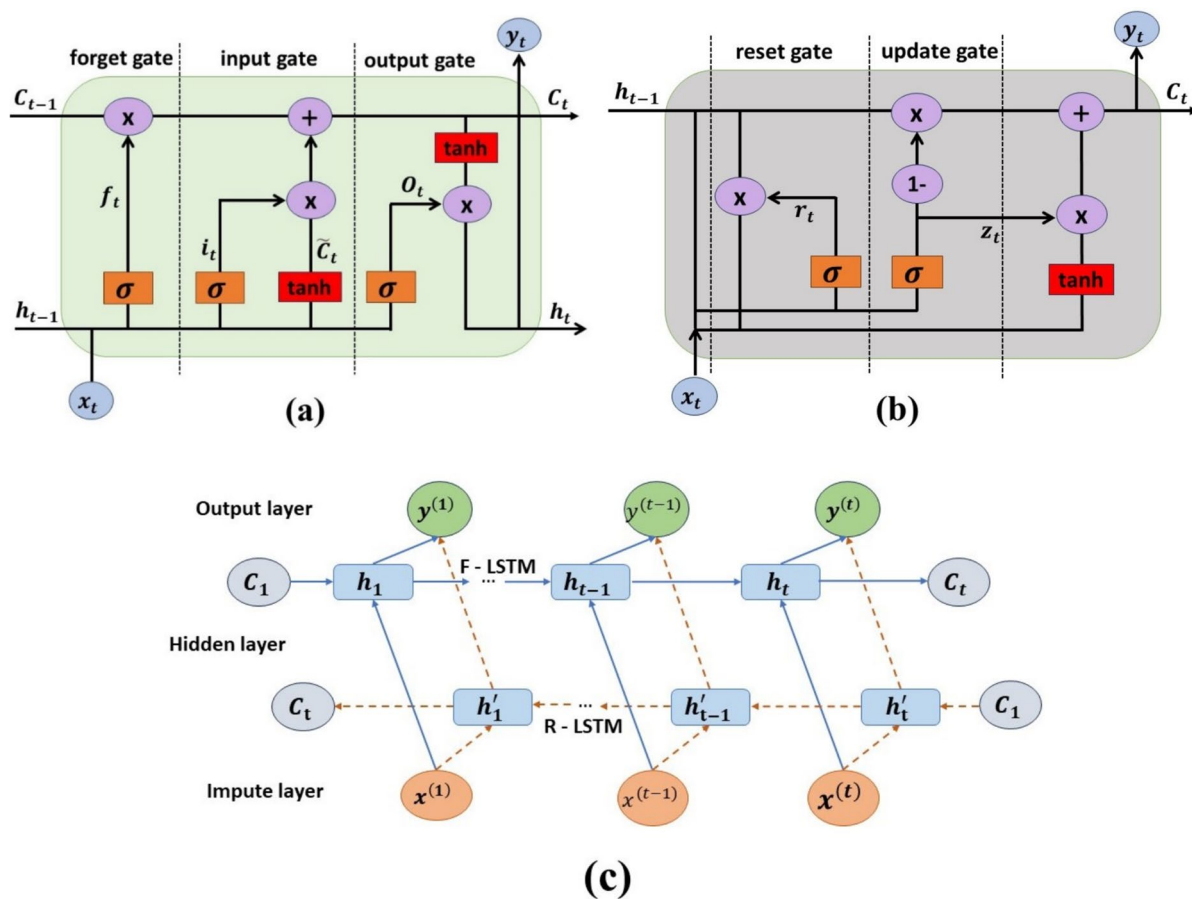 forget gate input gate output gate y_t
C_{t-1} x + C_t
tanh
f_t i_t x O_t x
C̃_t
σ σ tanh σ
h_{t-1} h_t
x_t
(a)
reset gate update gate y_t
h_{t-1} x + C_t
1-
x r_t z_t x
σ σ tanh
x_t
(b)
Output layer y^{(1)} y^{(t-1)} y^{(t)}
F - LSTM
C_1 h_1 ... h_{t-1} h_t C_t
Hidden layer
C_t h'_1 ... h'_{t-1} h'_t C_1
R - LSTM
Impute layer x^{(1)} x^{(t-1)} x^{(t)}
(c)